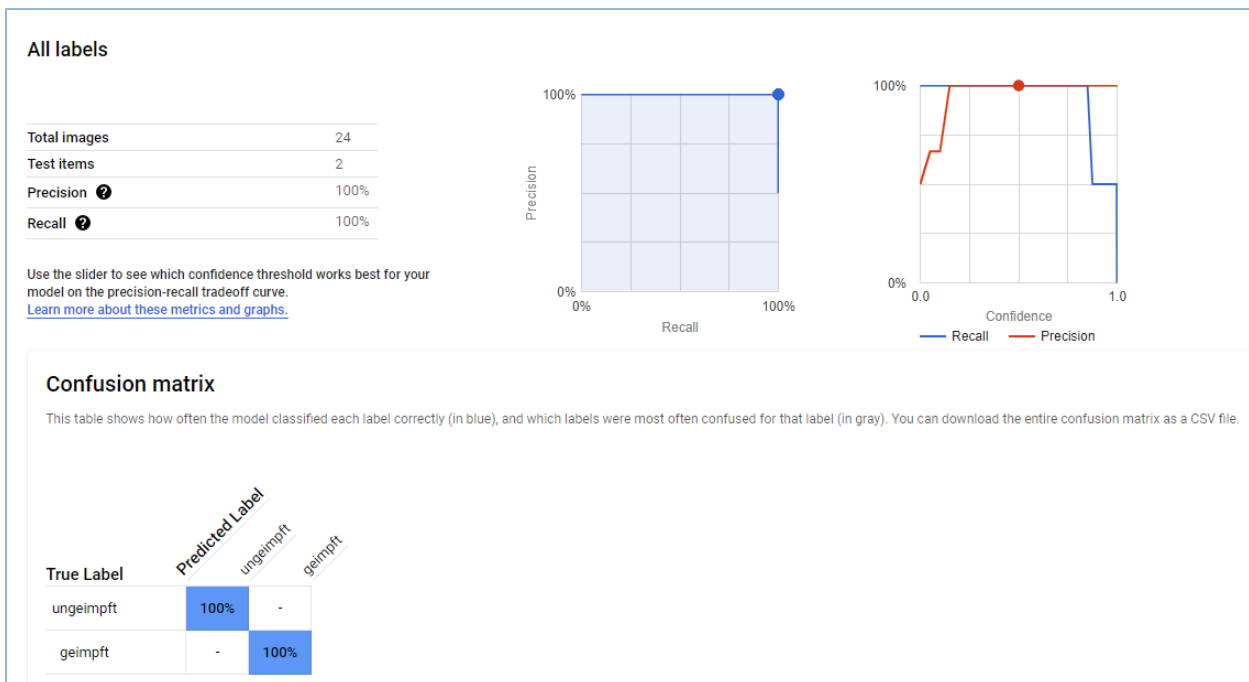 All labels
Total images 24
Test items 2
Precision ? 100%
Recall ? 100%
Use the slider to see which confidence threshold works best for your
model on the precision-recall tradeoff curve.
Learn more about these metrics and graphs.
100%
Precision
0%
0% 100%
Recall
100%
0%
0.0 1.0
Confidence
Recall Precision
Confusion matrix
This table shows how often the model classified each label correctly (in blue), and which labels were most often confused for that label (in gray). You can download the entire confusion matrix as a CSV file.
Predicted Label
ungeimpft
geimpft
True Label
ungeimpft 100% -
geimpft - 100%